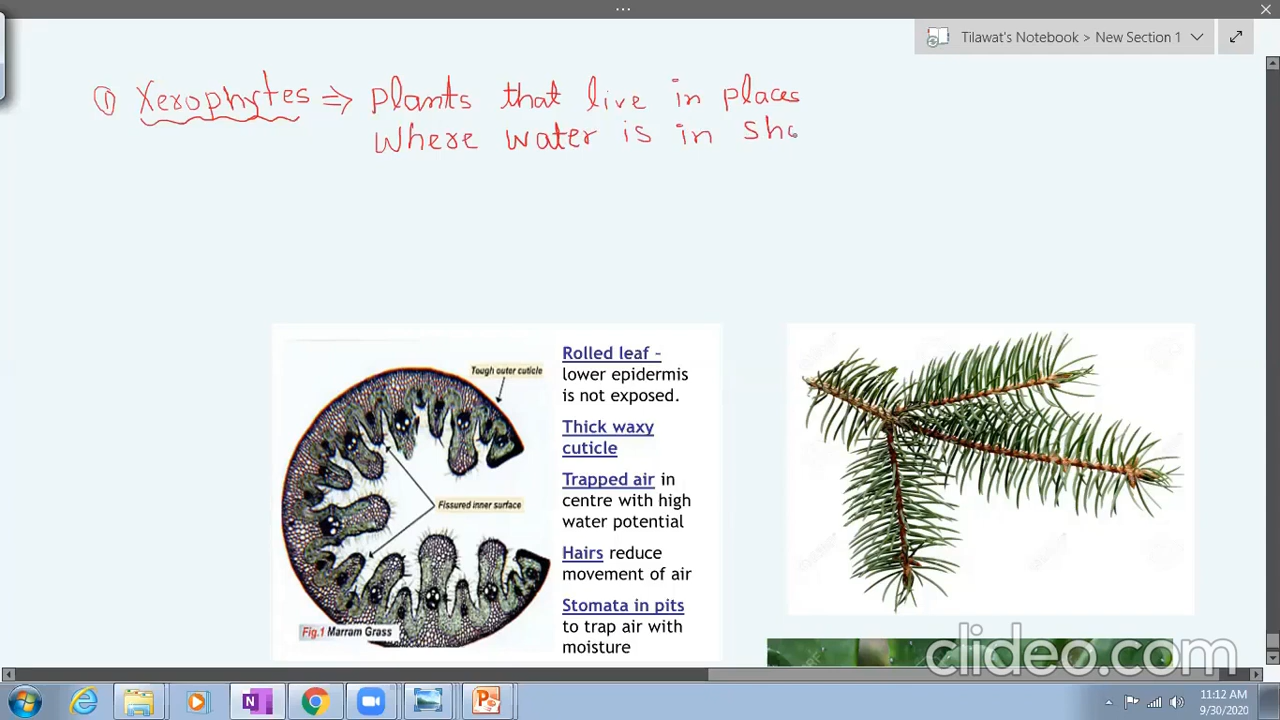 ...
Tilawat's Notebook > New Section 1
① Xerophytes ⇒ Plants that live in places
Where water is in sho
Tough outer cuticle
Fissured inner surface
Fig.1 Marram Grass
Rolled leaf –
lower epidermis
is not exposed.
Thick waxy
cuticle
Trapped air in
centre with high
water potential
Hairs reduce
movement of air
Stomata in pits
to trap air with
moisture
clideo.com
11:12 AM
9/30/2020